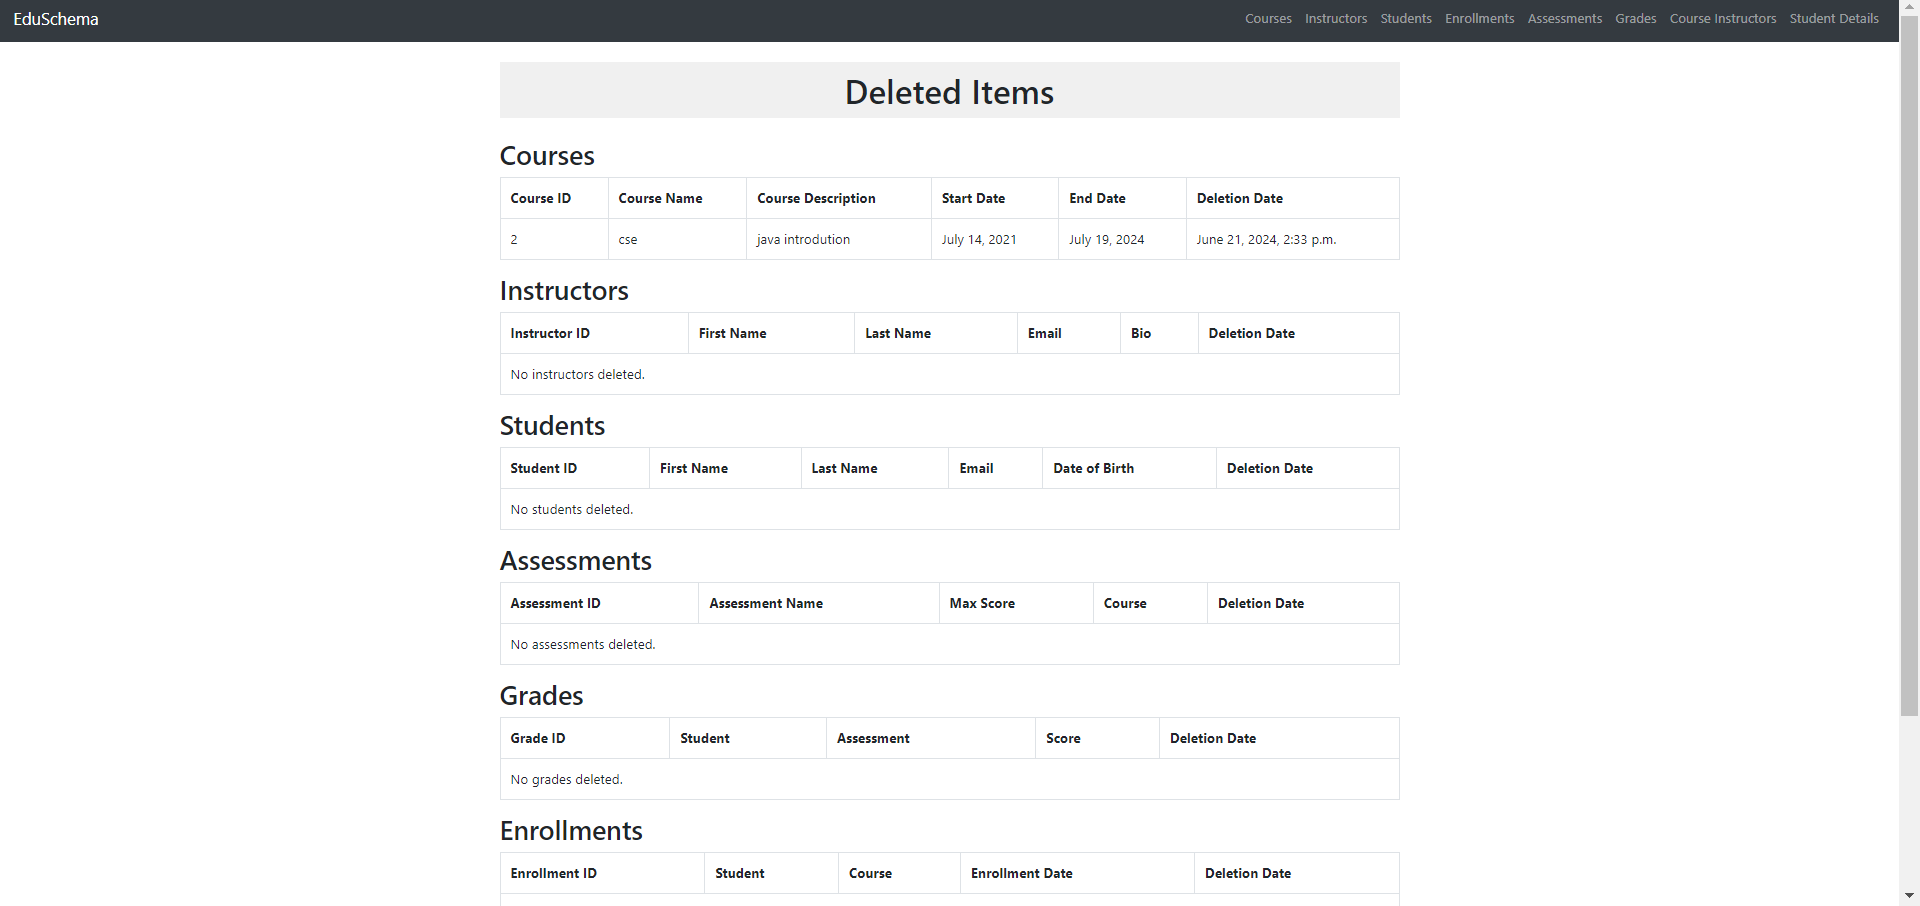 EduSchema Courses Instructors Students Enrollments Assessments Grades Course Instructors Student Details
Deleted Items
Courses
Course ID Course Name Course Description Start Date End Date Deletion Date
2 cse java introdution July 14, 2021 July 19, 2024 June 21, 2024, 2:33 p.m.
Instructors
Instructor ID First Name Last Name Email Bio Deletion Date
No instructors deleted.
Students
Student ID First Name Last Name Email Date of Birth Deletion Date
No students deleted.
Assessments
Assessment ID Assessment Name Max Score Course Deletion Date
No assessments deleted.
Grades
Grade ID Student Assessment Score Deletion Date
No grades deleted.
Enrollments
Enrollment ID Student Course Enrollment Date Deletion Date